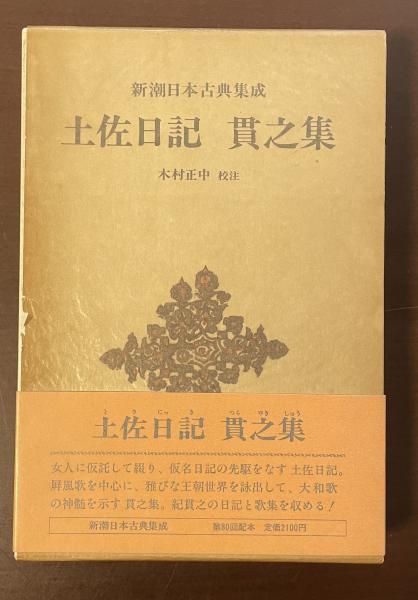 新潮日本古典集成
土佐日記 貫之集
木村正中 校注
とさにっき つらゆきしゅう
土佐日記 貫之集
女人に仮託して綴り、仮名日記の先駆をなす 土佐日記。
屏風歌を中心に、雅びな王朝世界を詠出して、大和歌
の神髄を示す 貫之集。紀貫之の日記と歌集を収める！
新潮日本古典集成 第80回配本 定価2100円